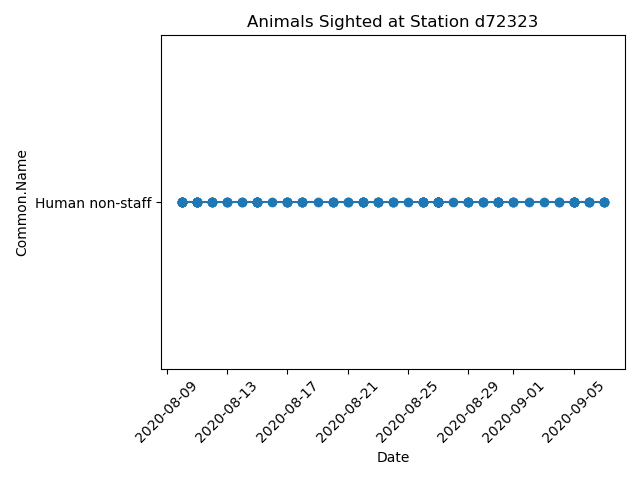 Animals Sighted at Station d72323
Common.Name
Human non-staff
2020-08-09
2020-08-13
2020-08-17
2020-08-21
2020-08-25
2020-08-29
2020-09-01
2020-09-05
Date